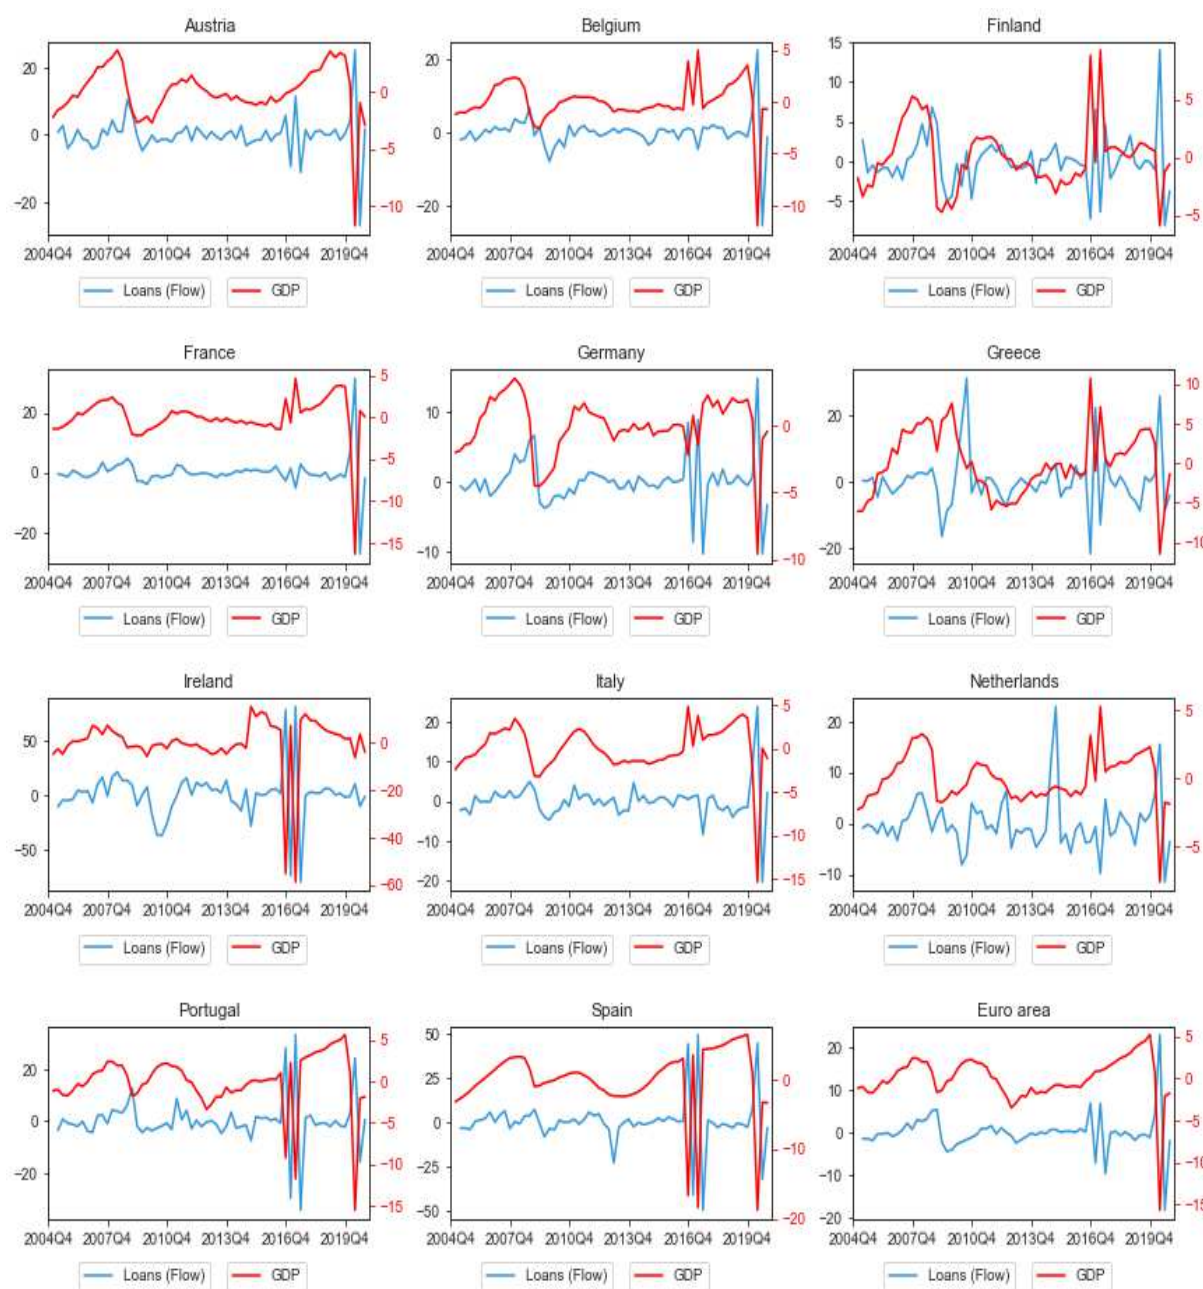 Austria Belgium Finland
20 0 −20
0 −5 −10
20 0 −20
5 0 −5 −10
15 10 5 0 −5
5 0 −5
2004Q4 2007Q4 2010Q4 2013Q4 2016Q4 2019Q4 2004Q4 2007Q4 2010Q4 2013Q4 2016Q4 2019Q4 2004Q4 2007Q4 2010Q4 2013Q4 2016Q4 2019Q4
Loans (Flow) GDP Loans (Flow) GDP Loans (Flow) GDP
France Germany Greece
20 0 −20
5 0 −5 −10 −15
10 0 −10
0 −5 −10
20 0 −20
10 5 0 −5 −10
2004Q4 2007Q4 2010Q4 2013Q4 2016Q4 2019Q4 2004Q4 2007Q4 2010Q4 2013Q4 2016Q4 2019Q4 2004Q4 2007Q4 2010Q4 2013Q4 2016Q4 2019Q4
Loans (Flow) GDP Loans (Flow) GDP Loans (Flow) GDP
Ireland Italy Netherlands
50 0 −50
0 −20 −40 −60
20 10 0 −10 −20
5 0 −5 −10 −15
20 10 0 −10
5 0 −5
2004Q4 2007Q4 2010Q4 2013Q4 2016Q4 2019Q4 2004Q4 2007Q4 2010Q4 2013Q4 2016Q4 2019Q4 2004Q4 2007Q4 2010Q4 2013Q4 2016Q4 2019Q4
Loans (Flow) GDP Loans (Flow) GDP Loans (Flow) GDP
Portugal Spain Euro area
20 0 −20
5 0 −5 −10 −15
50 25 0 −25 −50
0 −10 −20
20 10 0 −10 −20
5 0 −5 −10 −15
2004Q4 2007Q4 2010Q4 2013Q4 2016Q4 2019Q4 2004Q4 2007Q4 2010Q4 2013Q4 2016Q4 2019Q4 2004Q4 2007Q4 2010Q4 2013Q4 2016Q4 2019Q4
Loans (Flow) GDP Loans (Flow) GDP Loans (Flow) GDP